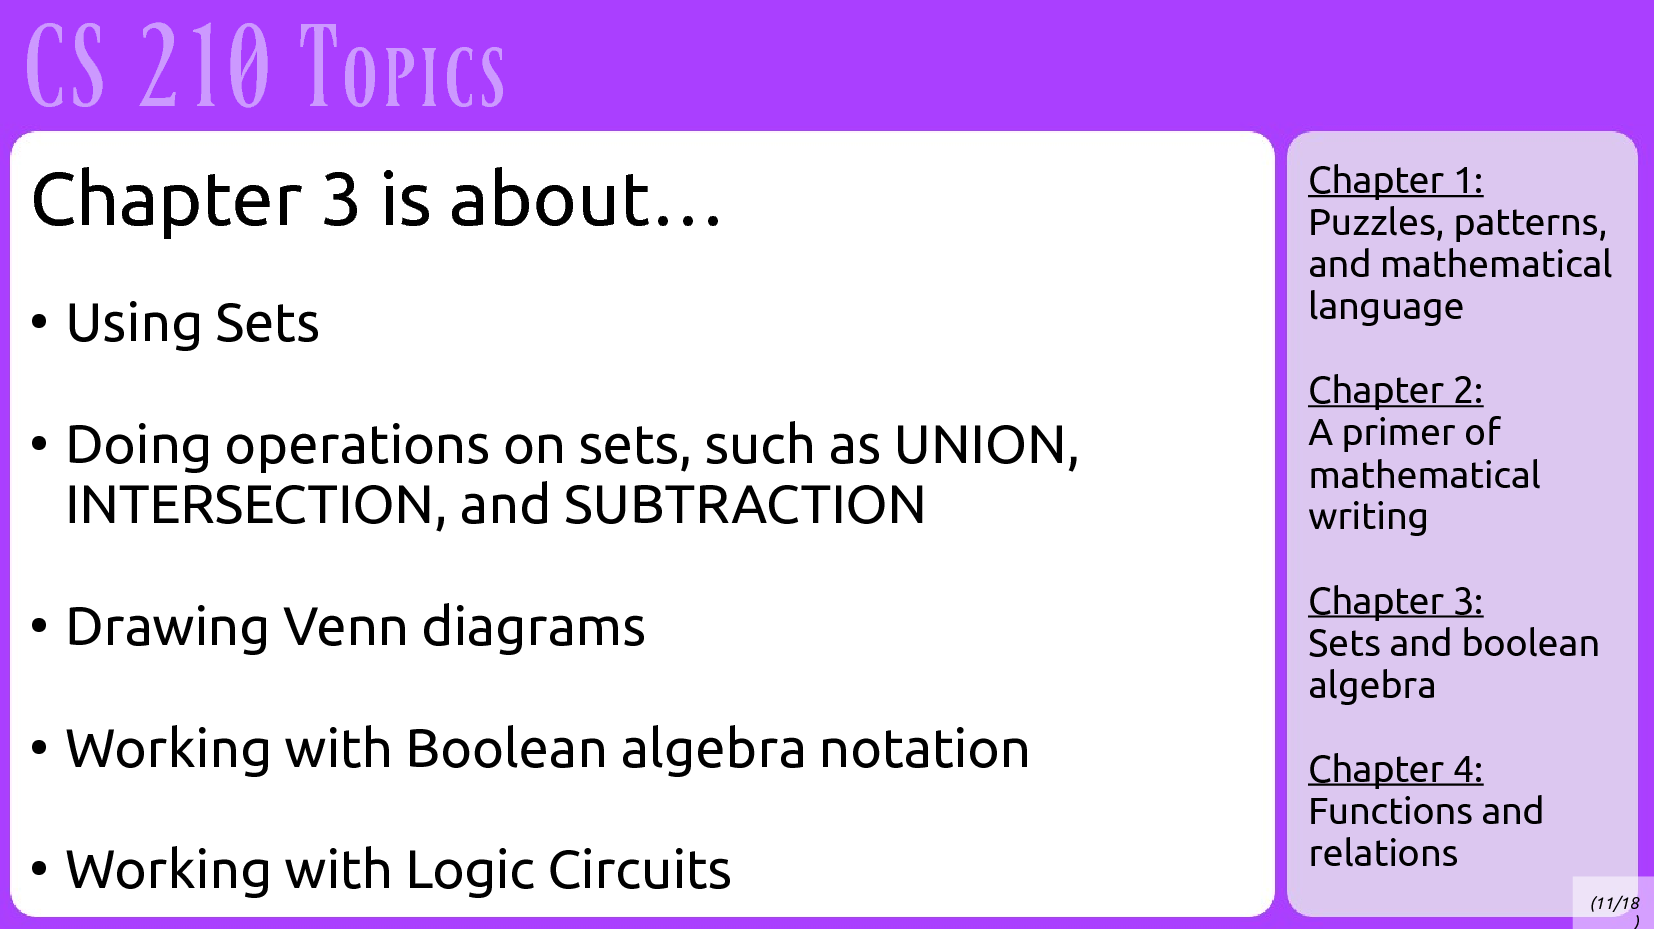 CS 210 Topics
Chapter 3 is about…
• Using Sets
• Doing operations on sets, such as UNION,
INTERSECTION, and SUBTRACTION
• Drawing Venn diagrams
• Working with Boolean algebra notation
• Working with Logic Circuits
Chapter 1:
Puzzles, patterns,
and mathematical
language
Chapter 2:
A primer of
mathematical
writing
Chapter 3:
Sets and boolean
algebra
Chapter 4:
Functions and
relations
(11/18
)